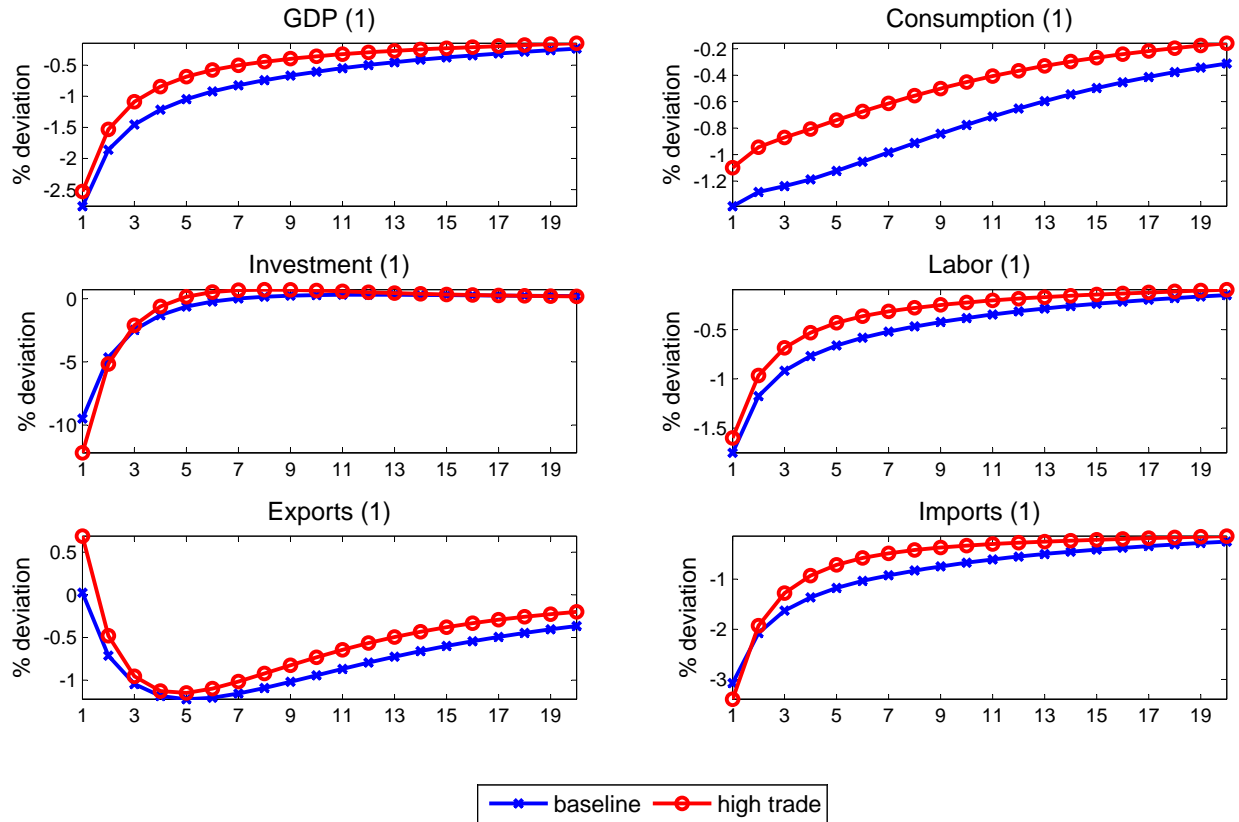 GDP (1)
% deviation
-0.5
-1
-1.5
-2
-2.5
1 3 5 7 9 11 13 15 17 19
Consumption (1)
% deviation
-0.2
-0.4
-0.6
-0.8
-1
-1.2
1 3 5 7 9 11 13 15 17 19
Investment (1)
% deviation
0
-5
-10
1 3 5 7 9 11 13 15 17 19
Labor (1)
% deviation
-0.5
-1
-1.5
1 3 5 7 9 11 13 15 17 19
Exports (1)
% deviation
0.5
0
-0.5
-1
1 3 5 7 9 11 13 15 17 19
Imports (1)
% deviation
-1
-2
-3
1 3 5 7 9 11 13 15 17 19
baseline high trade